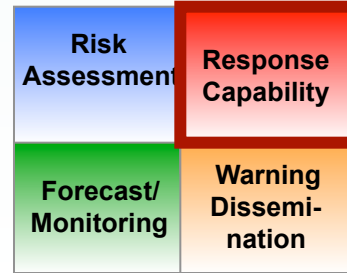 Risk
Assessment
Response
Capability
Forecast/
Monitoring
Warning
Dissemi-
nation